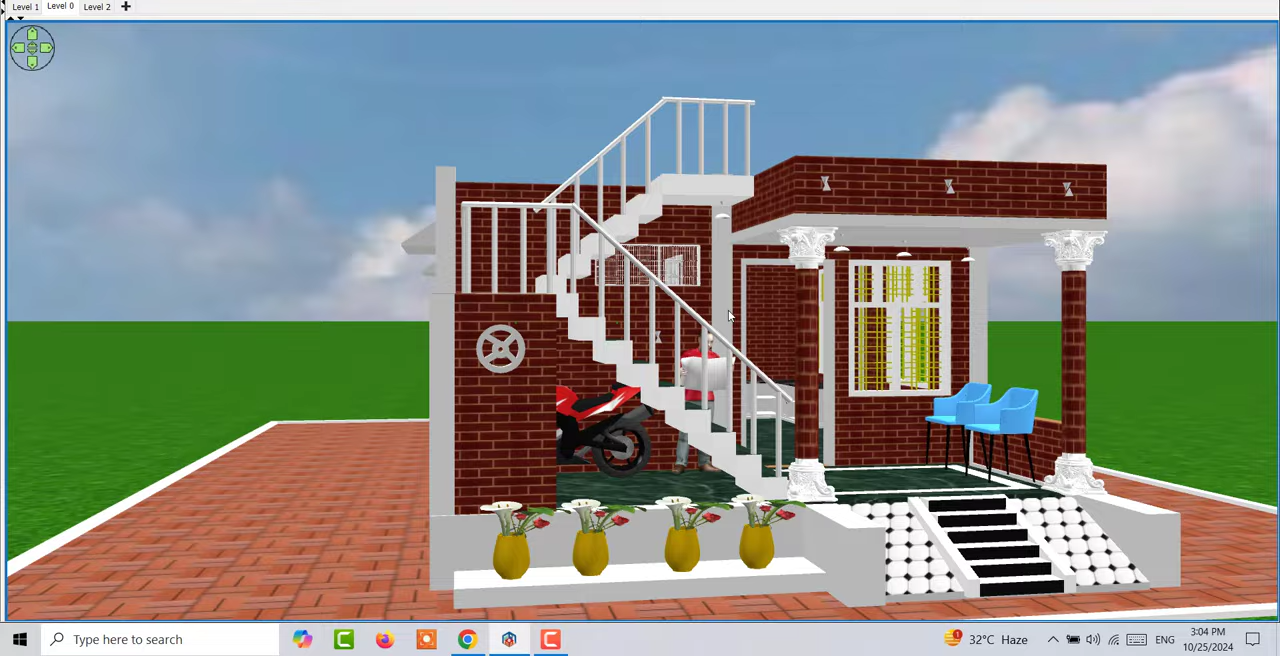 Level 1 Level 0 Level 2
Type here to search
32°C Haze
ENG
3:04 PM
10/25/2024